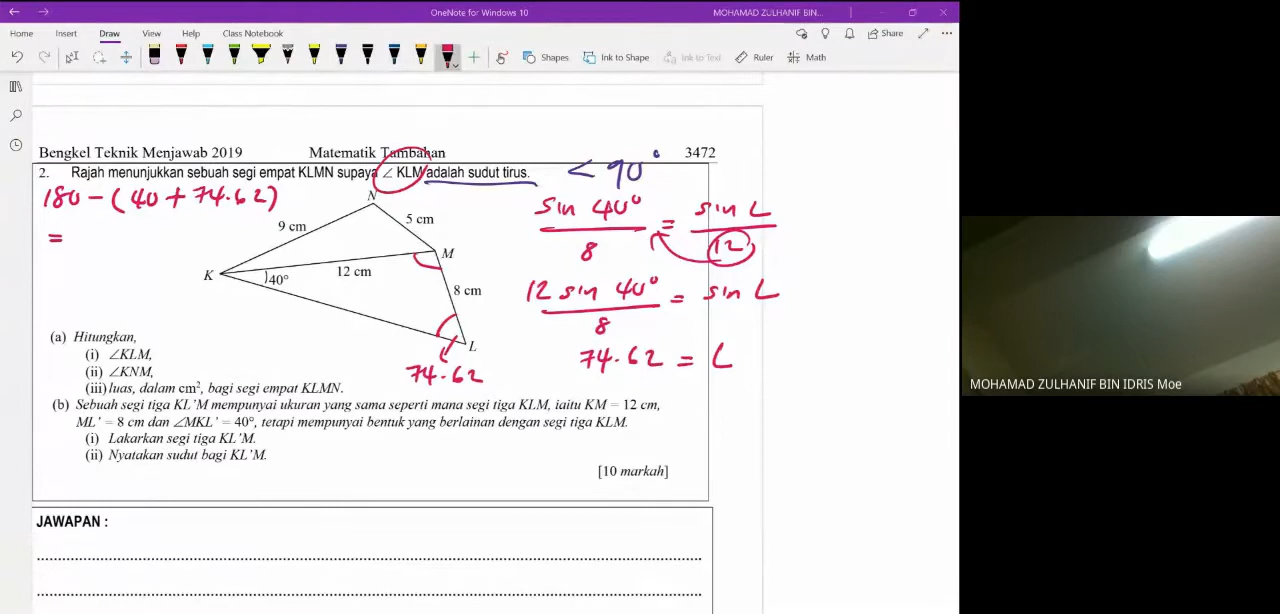 OneNote for Windows 10
MOHAMAD ZULHANIF BIN...
Home Insert Draw View Help Class Notebook
Share
Shapes Ink to Shape Ink to Text Ruler Math
Bengkel Teknik Menjawab 2019 Matematik Tambahan 3472
2. Rajah menunjukkan sebuah segi empat KLMN supaya ∠ KLM adalah sudut tirus.
< 90°
180 - (40 + 74.62)
=
N
9 cm
5 cm
M
K
40°
12 cm
8 cm
L
74.62
sin 40° / 8 = sin L / 12
12 sin 40° / 8 = sin L
74.62 = L
(a) Hitungkan,
(i) ∠KLM,
(ii) ∠KNM,
(iii) luas, dalam cm², bagi segi empat KLMN.
(b) Sebuah segi tiga KL'M mempunyai ukuran yang sama seperti mana segi tiga KLM, iaitu KM = 12 cm,
ML' = 8 cm dan ∠MKL' = 40°, tetapi mempunyai bentuk yang berlainan dengan segi tiga KLM.
(i) Lakarkan segi tiga KL'M.
(ii) Nyatakan sudut bagi KL'M.
[10 markah]
JAWAPAN :
MOHAMAD ZULHANIF BIN IDRIS Moe